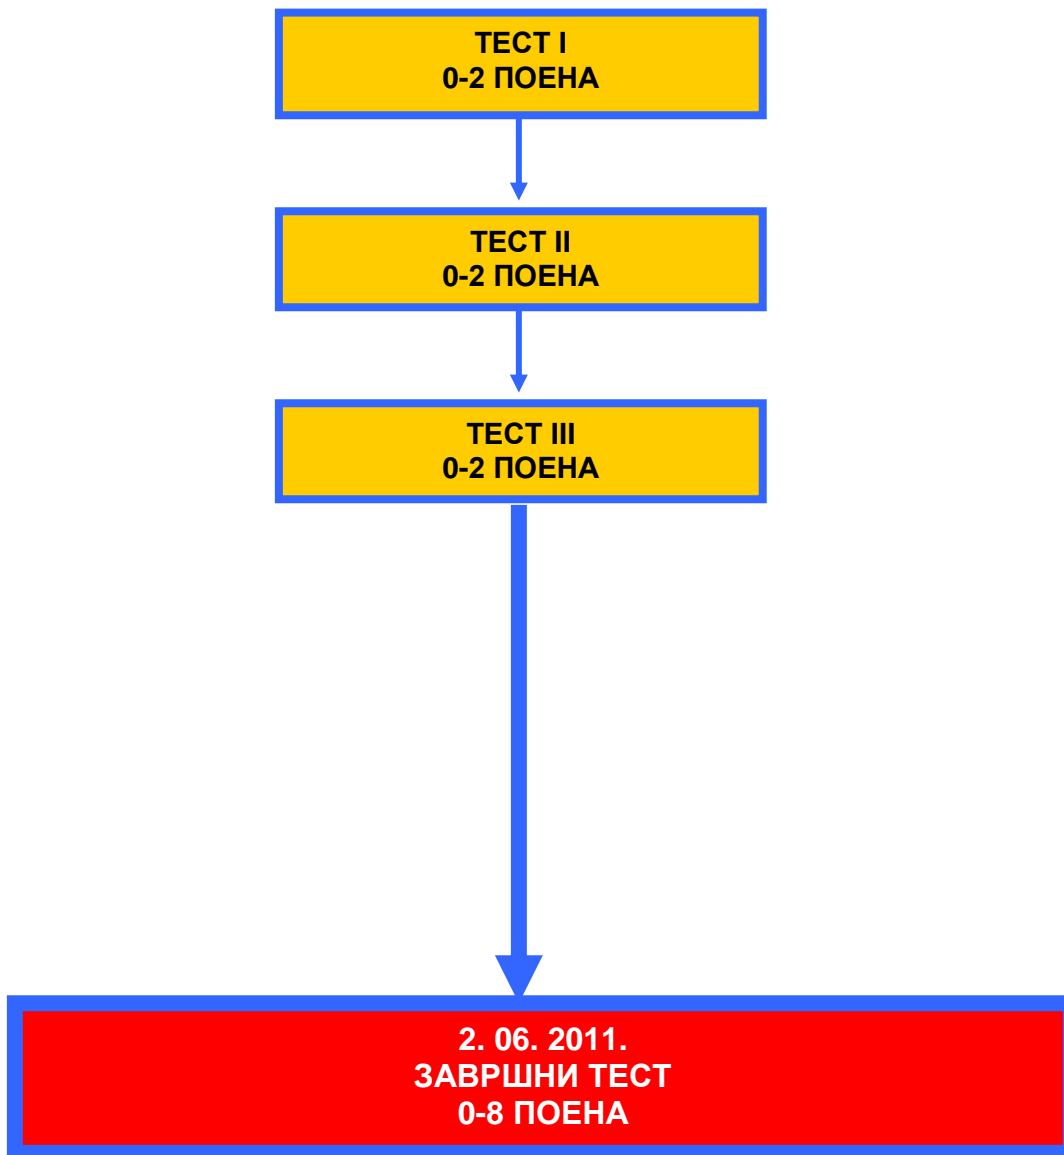 ТЕСТ I
0-2 ПОЕНА
ТЕСТ II
0-2 ПОЕНА
ТЕСТ III
0-2 ПОЕНА
2. 06. 2011.
ЗАВРШНИ ТЕСТ
0-8 ПОЕНА